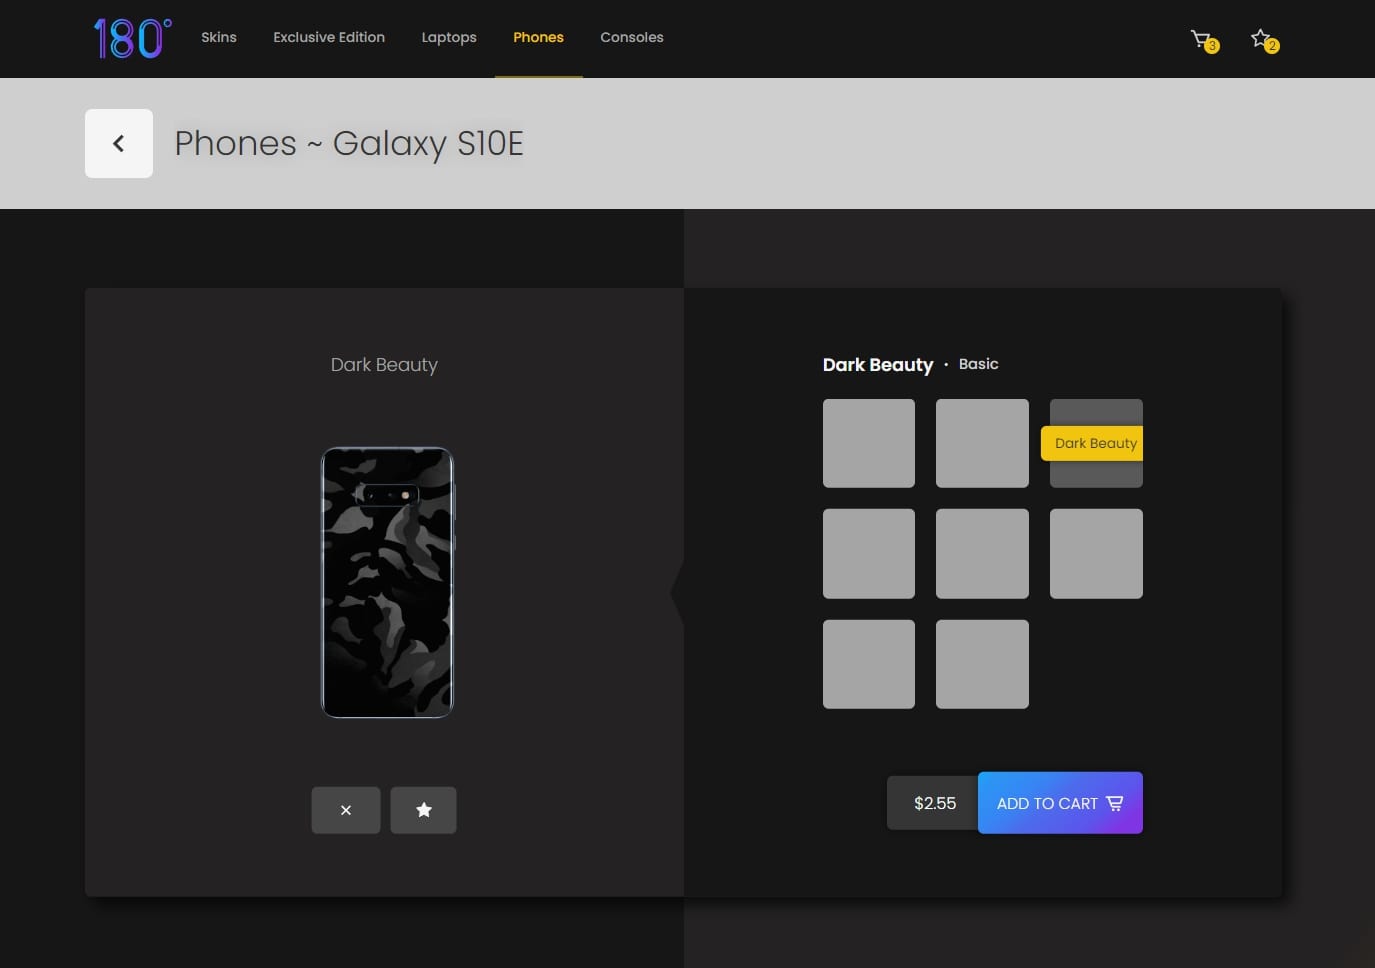 180°
Skins Exclusive Edition Laptops Phones Consoles
3 2
Phones ~ Galaxy S10E
Dark Beauty
Dark Beauty • Basic
Dark Beauty
$2.55 ADD TO CART